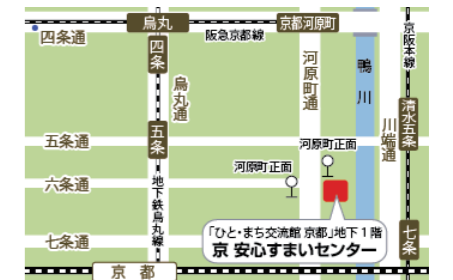 烏丸
京都河原町
四条通
阪急京都線
四条
烏丸通
河原町通
鴨川
京阪本線
清水五条
川端通
五条通
五条
河原町正面
河原町正面
六条通
地下鉄烏丸線
「ひと・まち交流館 京都」地下1階
京 安心すまいセンター
七条通
七条
京都